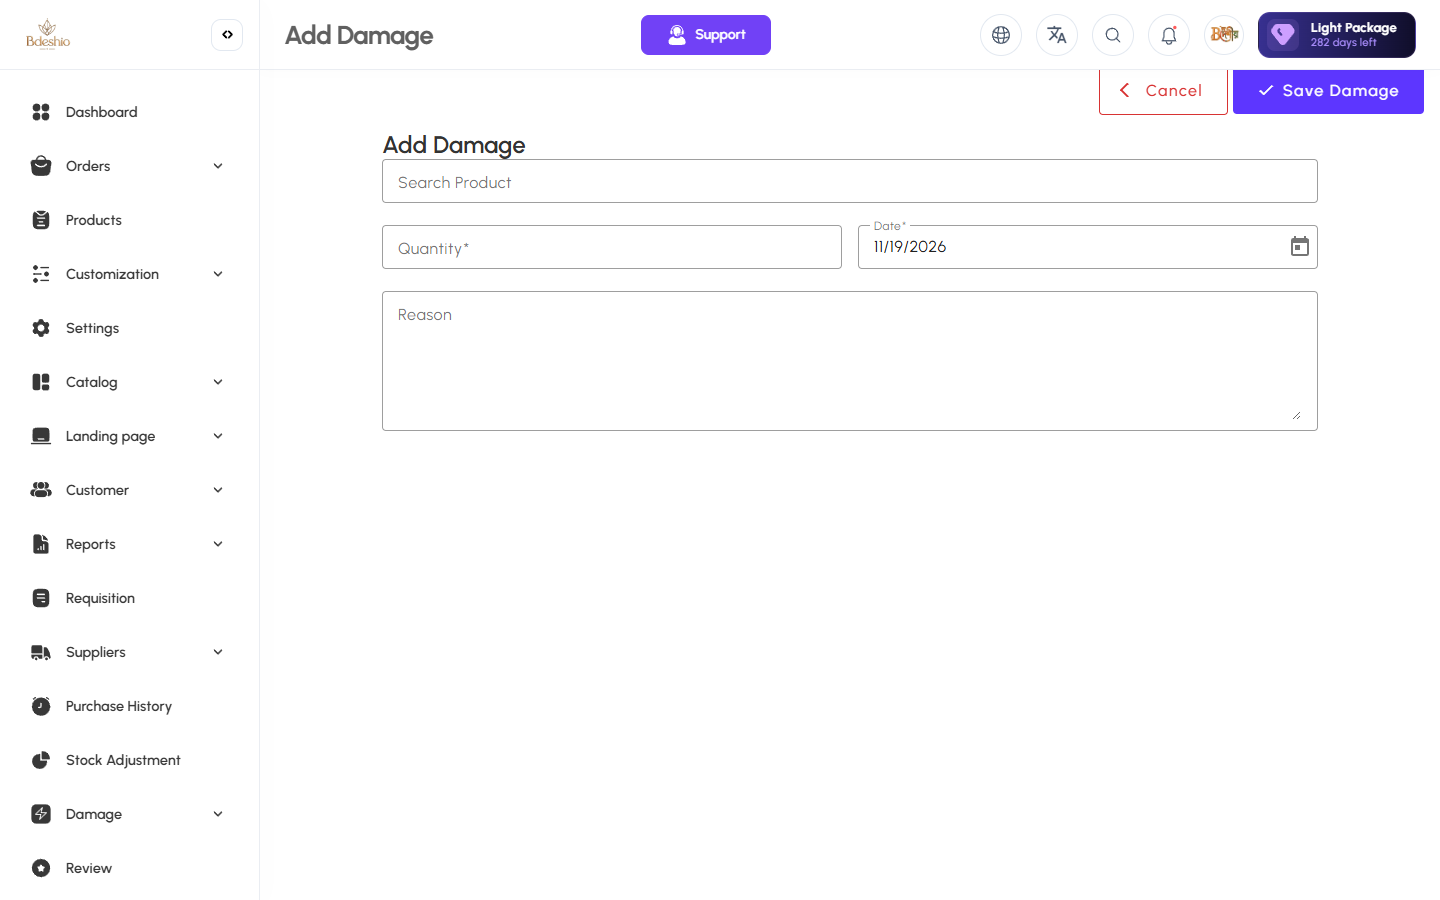 Bdeshio
Add Damage
Support
Light Package
282 days left
Dashboard
Orders
Products
Customization
Settings
Catalog
Landing page
Customer
Reports
Requisition
Suppliers
Purchase History
Stock Adjustment
Damage
Review
Cancel
Save Damage
Add Damage
Search Product
Quantity*
Date*
11/19/2026
Reason